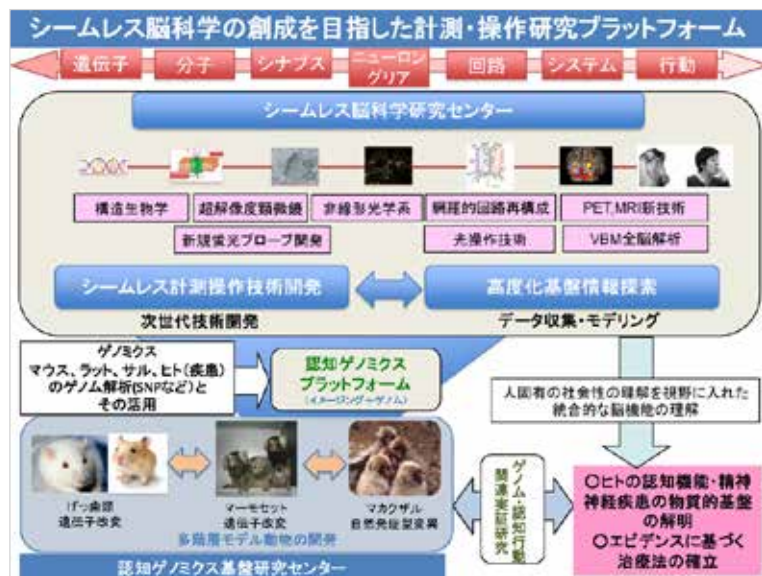 シームレス脳科学の創成を目指した計測・操作研究プラットフォーム
遺伝子
分子
シナプス
ニューロン
グリア
回路
システム
行動
シームレス脳科学研究センター
構造生物学
超解像度顕微鏡
非線形光学系
網羅的回路再構成
PET,MRI新技術
新規蛍光プローブ開発
光操作技術
VBM全脳解析
シームレス計測操作技術開発
高度化基盤情報探索
次世代技術開発
データ収集・モデリング
ゲノミクス
マウス、ラット、サル、ヒト(疾患)
のゲノム解析(SNPなど)と
その活用
認知ゲノミクス
プラットフォーム
(イメージング+ゲノム)
人固有の社会性の理解を視野に入れた
統合的な脳機能の理解
げっ歯類
遺伝子改変
マーモセット
遺伝子改変
マカクザル
自然発症型変異
多階層モデル動物の開発
認知ゲノミクス基盤研究センター
ゲノム・認知行動
関連実証研究
〇ヒトの認知機能・精神
神経疾患の物質的基盤
の解明
〇エビデンスに基づく
治療法の確立